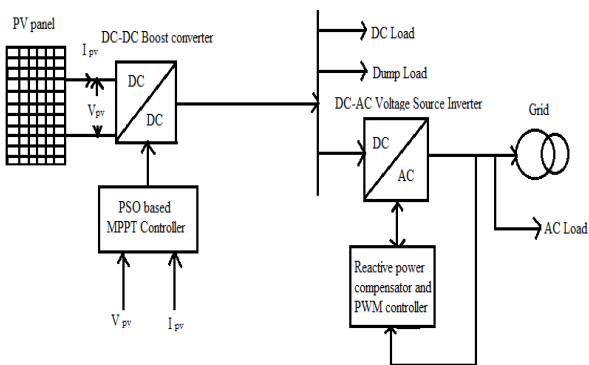 PV panel
DC-DC Boost converter
I pv
V pv
DC
DC
PSO based
MPPT Controller
V pv
I pv
DC Load
Dump Load
DC-AC Voltage Source Inverter
DC
AC
Grid
AC Load
Reactive power
compensator and
PWM controller